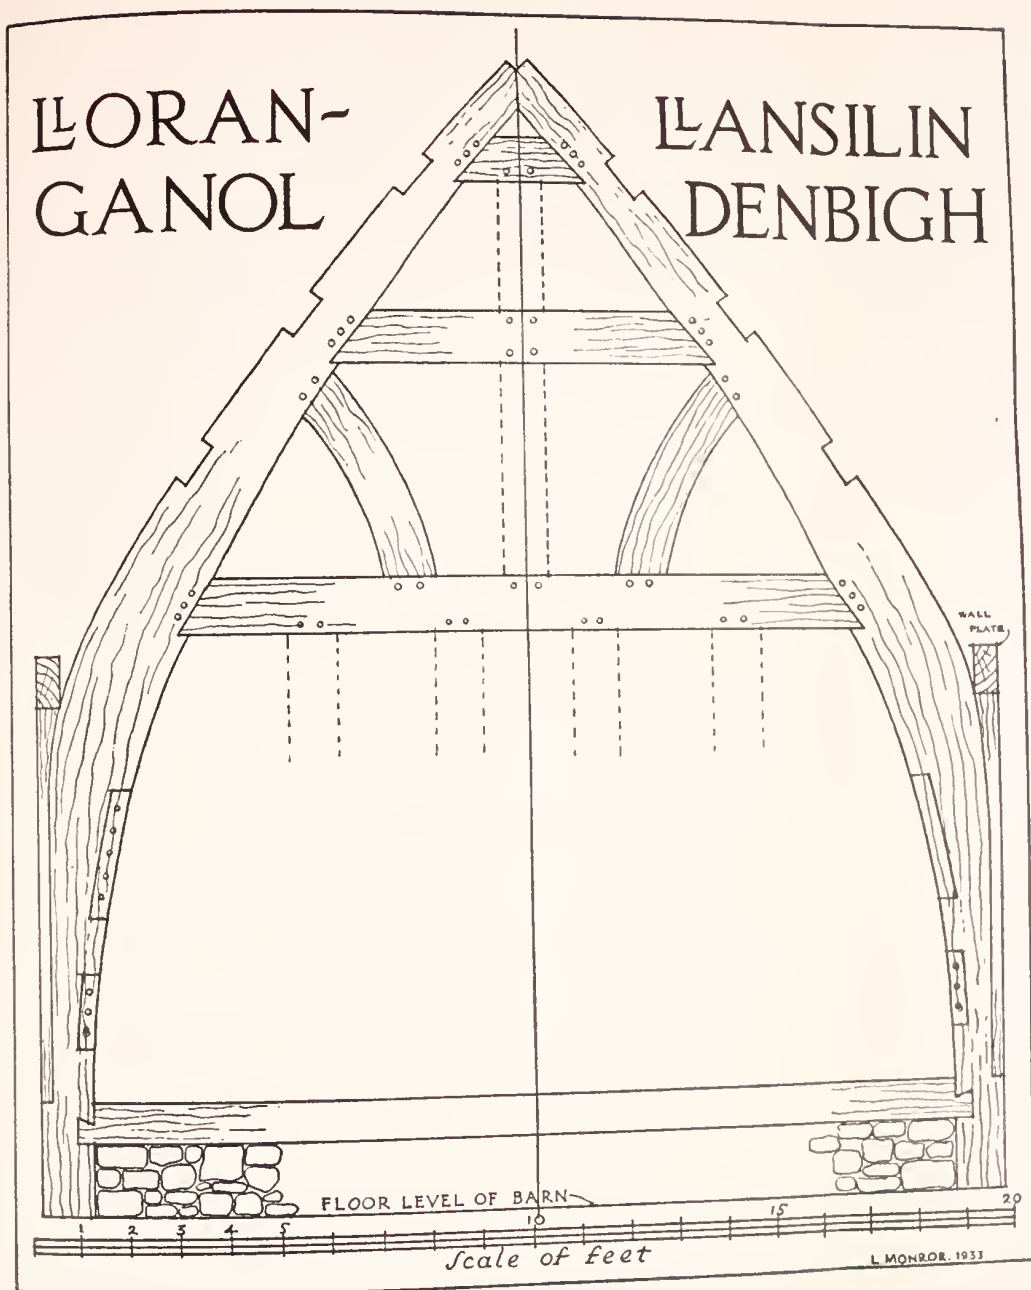 LLORAN-
GANOL
LLANSILIN
DENBIGH
WALL
PLATE
FLOOR LEVEL OF BARN
1 2 3 4 5 10 15 20
Scale of feet
L MONROE. 1933